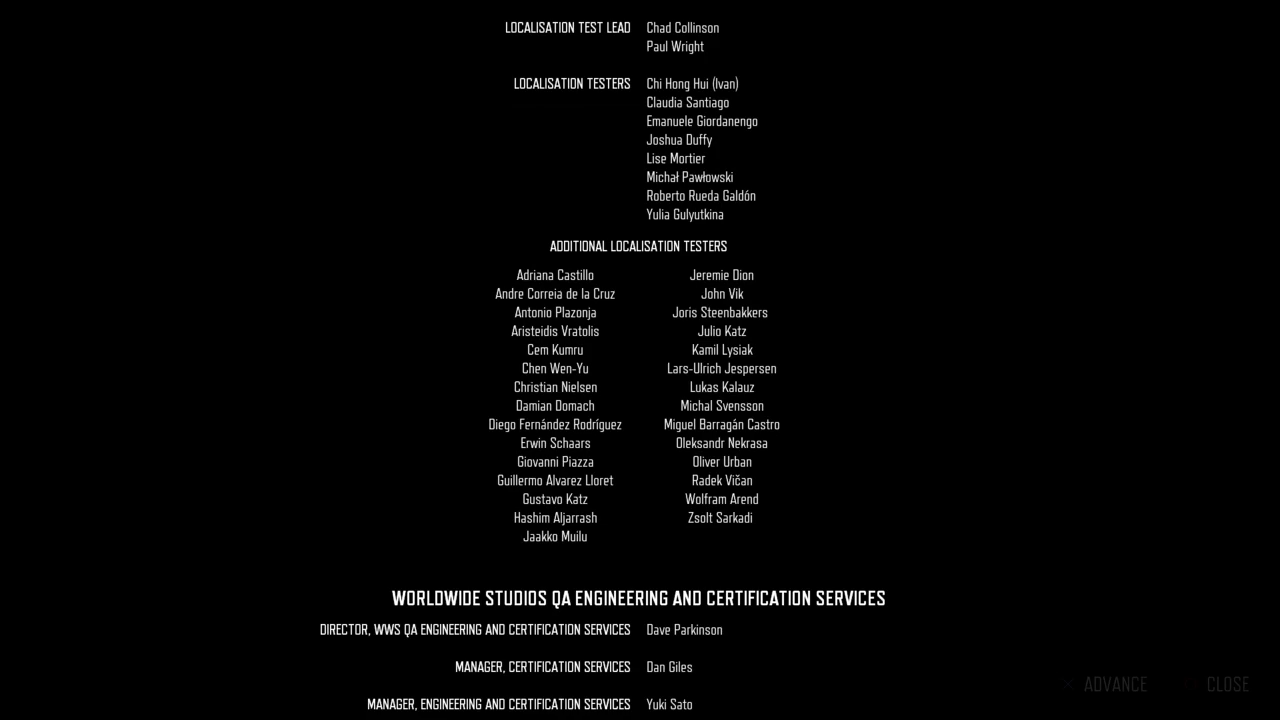 LOCALISATION TEST LEAD Chad Collinson
Paul Wright
LOCALISATION TESTERS Chi Hong Hui (Ivan)
Claudia Santiago
Emanuele Giordanengo
Joshua Duffy
Lise Mortier
Michał Pawłowski
Roberto Rueda Galdón
Yulia Gulyutkina
ADDITIONAL LOCALISATION TESTERS
Adriana Castillo Jeremie Dion
Andre Correia de la Cruz John Vik
Antonio Plazonja Joris Steenbakkers
Aristeidis Vratolis Julio Katz
Cem Kumru Kamil Lysiak
Chen Wen-Yu Lars-Ulrich Jespersen
Christian Nielsen Lukas Kalauz
Damian Domach Michal Svensson
Diego Fernández Rodríguez Miguel Barragán Castro
Erwin Schaars Oleksandr Nekrasa
Giovanni Piazza Oliver Urban
Guillermo Alvarez Lloret Radek Vičan
Gustavo Katz Wolfram Arend
Hashim Aljarrash Zsolt Sarkadi
Jaakko Muilu
WORLDWIDE STUDIOS QA ENGINEERING AND CERTIFICATION SERVICES
DIRECTOR, WWS QA ENGINEERING AND CERTIFICATION SERVICES Dave Parkinson
MANAGER, CERTIFICATION SERVICES Dan Giles
ADVANCE CLOSE
MANAGER, ENGINEERING AND CERTIFICATION SERVICES Yuki Sato